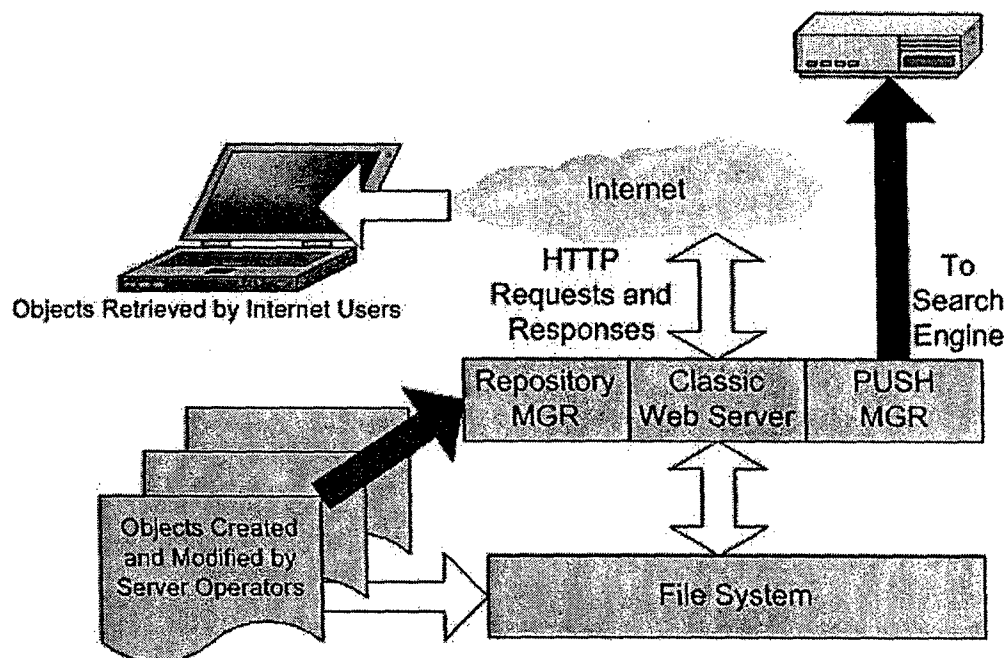 Internet
HTTP
Requests and
Responses
To
Search
Engine
Objects Retrieved by Internet Users
Repository
MGR
Classic
Web Server
PUSH
MGR
Objects Created
and Modified by
Server Operators
File System